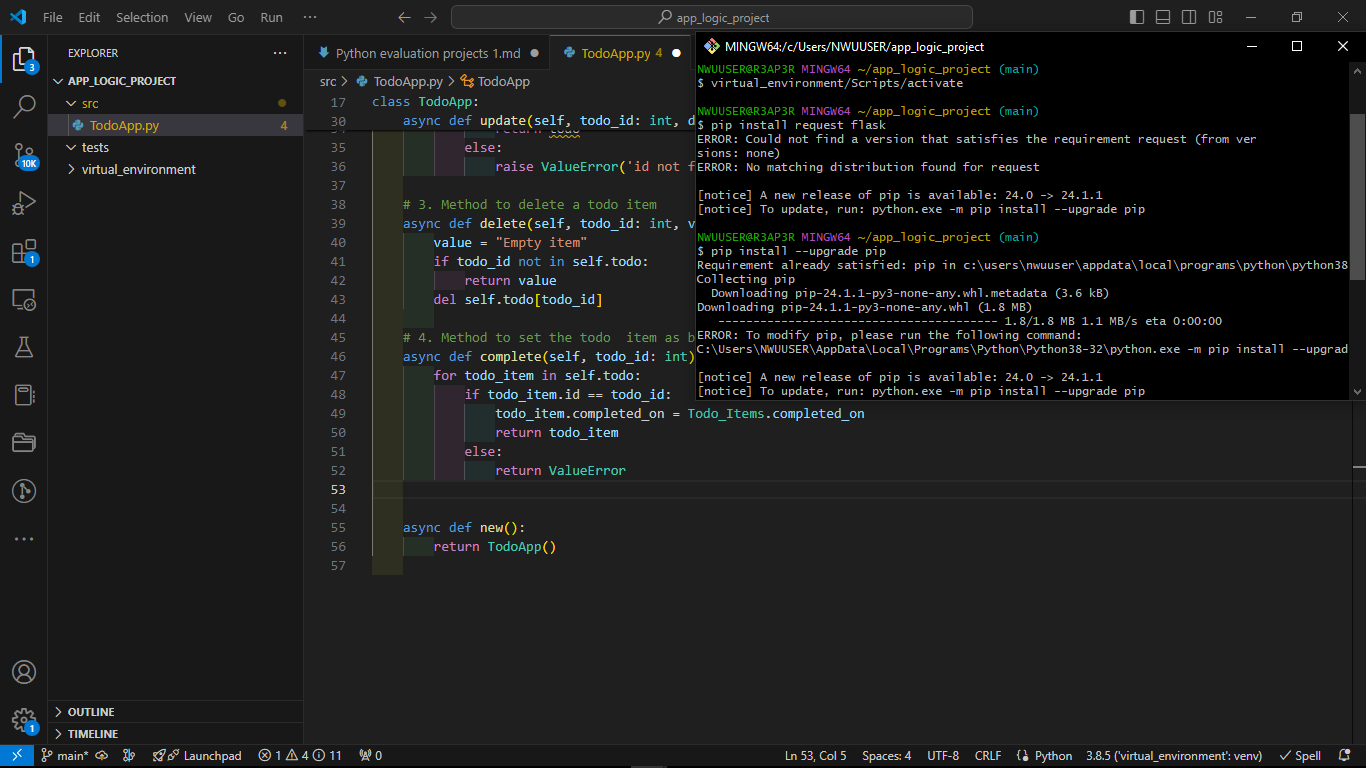 File Edit Selection View Go Run ··· app_logic_project
EXPLORER ···
APP_LOGIC_PROJECT
src
TodoApp.py 4
tests
virtual_environment
OUTLINE
TIMELINE
3
10K
1
1
Python evaluation projects 1.md
TodoApp.py 4
src > TodoApp.py > TodoApp
17 class TodoApp:
30 async def update(self, todo_id: int, d
return todo
35 else:
36 raise ValueError('id not f
37
38 # 3. Method to delete a todo item
39 async def delete(self, todo_id: int, v
40 value = "Empty item"
41 if todo_id not in self.todo:
42 return value
43 del self.todo[todo_id]
44
45 # 4. Method to set the todo  item as b
46 async def complete(self, todo_id: int)
47 for todo_item in self.todo:
48 if todo_item.id == todo_id:
49 todo_item.completed_on = Todo_Items.completed_on
50 return todo_item
51 else:
52 return ValueError
53
54
55 async def new():
56 return TodoApp()
57
MINGW64:/c/Users/NWUUSER/app_logic_project
NWUUSER@R3AP3R MINGW64 ~/app_logic_project (main)
$ virtual_environment/Scripts/activate
NWUUSER@R3AP3R MINGW64 ~/app_logic_project (main)
$ pip install request flask
ERROR: Could not find a version that satisfies the requirement request (from ver
sions: none)
ERROR: No matching distribution found for request
[notice] A new release of pip is available: 24.0 -> 24.1.1
[notice] To update, run: python.exe -m pip install --upgrade pip
NWUUSER@R3AP3R MINGW64 ~/app_logic_project (main)
$ pip install --upgrade pip
Requirement already satisfied: pip in c:\users\nwuuser\appdata\local\programs\python\python38
Collecting pip
Downloading pip-24.1.1-py3-none-any.whl.metadata (3.6 kB)
Downloading pip-24.1.1-py3-none-any.whl (1.8 MB)
---------------------------------------- 1.8/1.8 MB 1.1 MB/s eta 0:00:00
ERROR: To modify pip, please run the following command:
C:\Users\NWUUSER\AppData\Local\Programs\Python\Python38-32\python.exe -m pip install --upgrad
[notice] A new release of pip is available: 24.0 -> 24.1.1
[notice] To update, run: python.exe -m pip install --upgrade pip
main* Launchpad 1 4 11 0 Ln 53, Col 5 Spaces: 4 UTF-8 CRLF Python 3.8.5 ('virtual_environment': venv) Spell